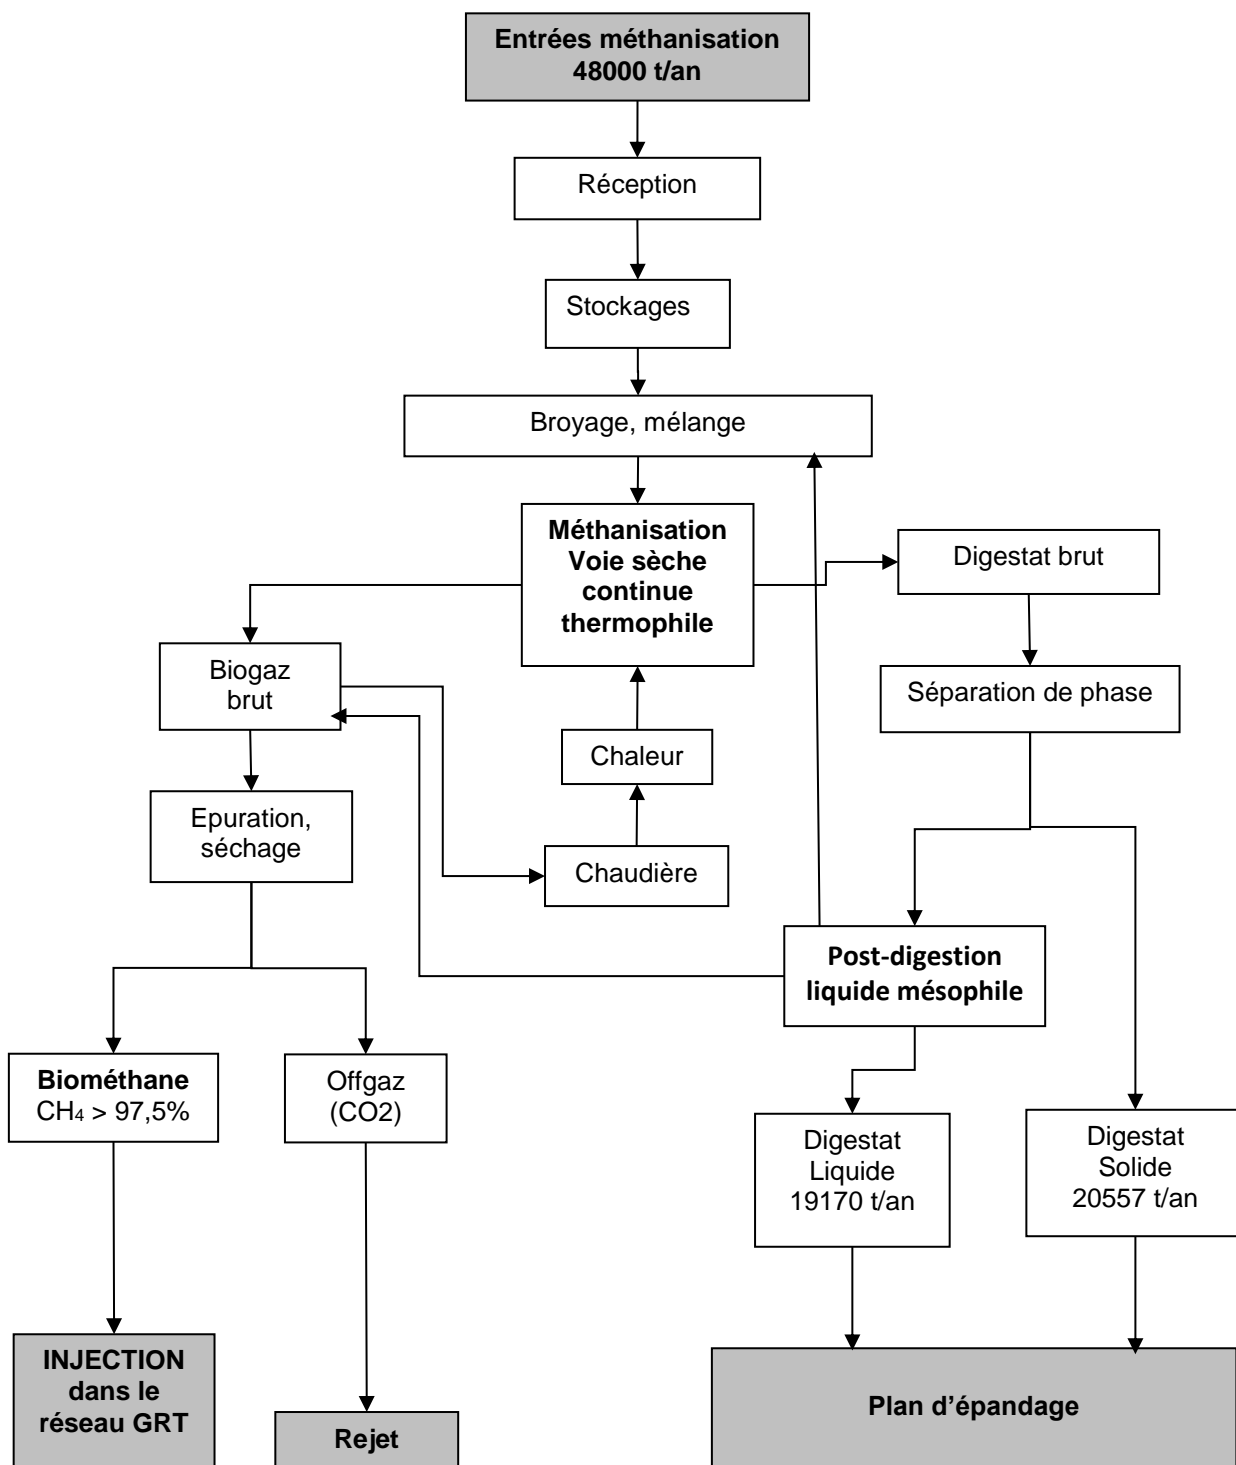 Entrées méthanisation
48000 t/an
Réception
Stockages
Broyage, mélange
Méthanisation
Voie sèche
continue
thermophile
Digestat brut
Biogaz
brut
Séparation de phase
Chaleur
Epuration,
séchage
Chaudière
Post-digestion
liquide mésophile
Biométhane
CH₄ > 97,5%
Offgaz
(CO2)
Digestat
Liquide
19170 t/an
Digestat
Solide
20557 t/an
INJECTION
dans le
réseau GRT
Rejet
Plan d’épandage